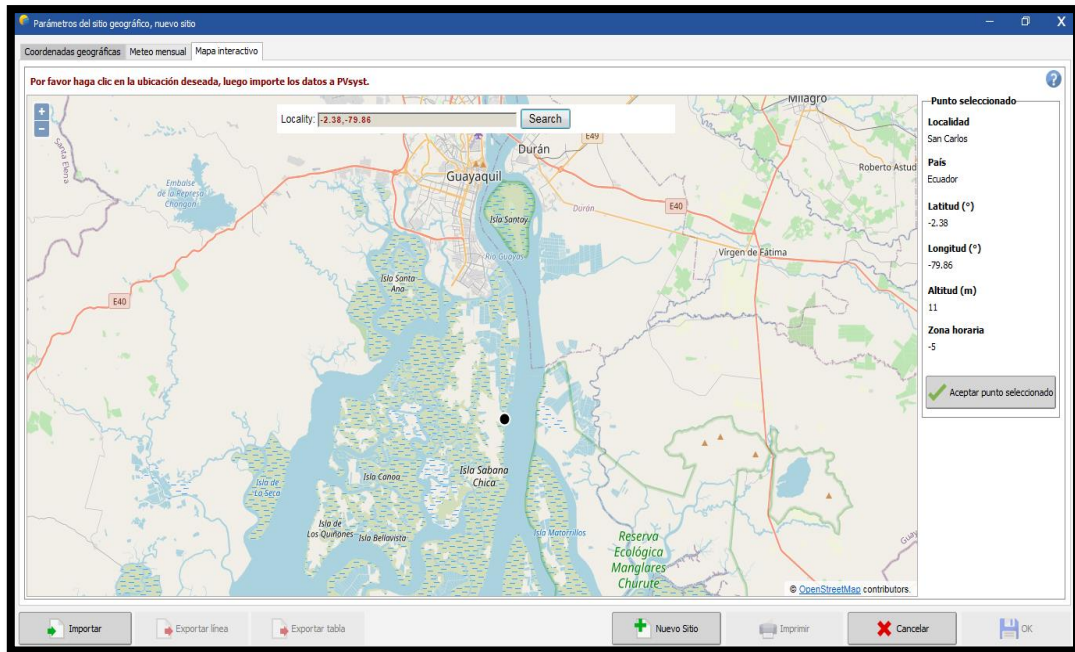 Parámetros del sitio geográfico, nuevo sitio
Coordenadas geográficas Meteo mensual Mapa interactivo
Por favor haga clic en la ubicación deseada, luego importe los datos a PVsyst.
Locality: -2.38,-79.86 Search
Punto seleccionado
Localidad
San Carlos
País
Ecuador
Latitud (°)
-2.38
Longitud (°)
-79.86
Altitud (m)
11
Zona horaria
-5
Aceptar punto seleccionado
Milagro
Santa Elena
E49
Durán
Guayaquil
Roberto Astud
Embalse
de la Represa
Chongón
Isla Santay
Durán
E40
Río Guayas
Virgen de Fátima
Isla Santa
Ana
E40
Isla Sabana
Chica
Isla Canoa
Isla de
La Seca
Isla de
Los Quiñones
Isla Bellavista
Isla Matorrillos
Reserva
Ecológica
Manglares
Churute
Guay
© OpenStreetMap contributors.
Importar Exportar línea Exportar tabla Nuevo Sitio Imprimir Cancelar OK